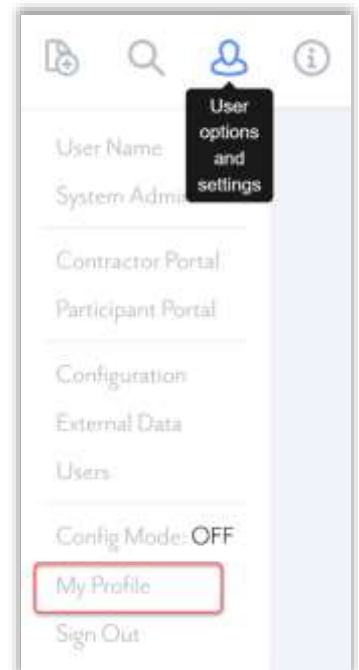 User
options
and
settings
User Name
System Admi
Contractor Portal
Participant Portal
Configuration
External Data
Users
Config Mode: OFF
My Profile
Sign Out